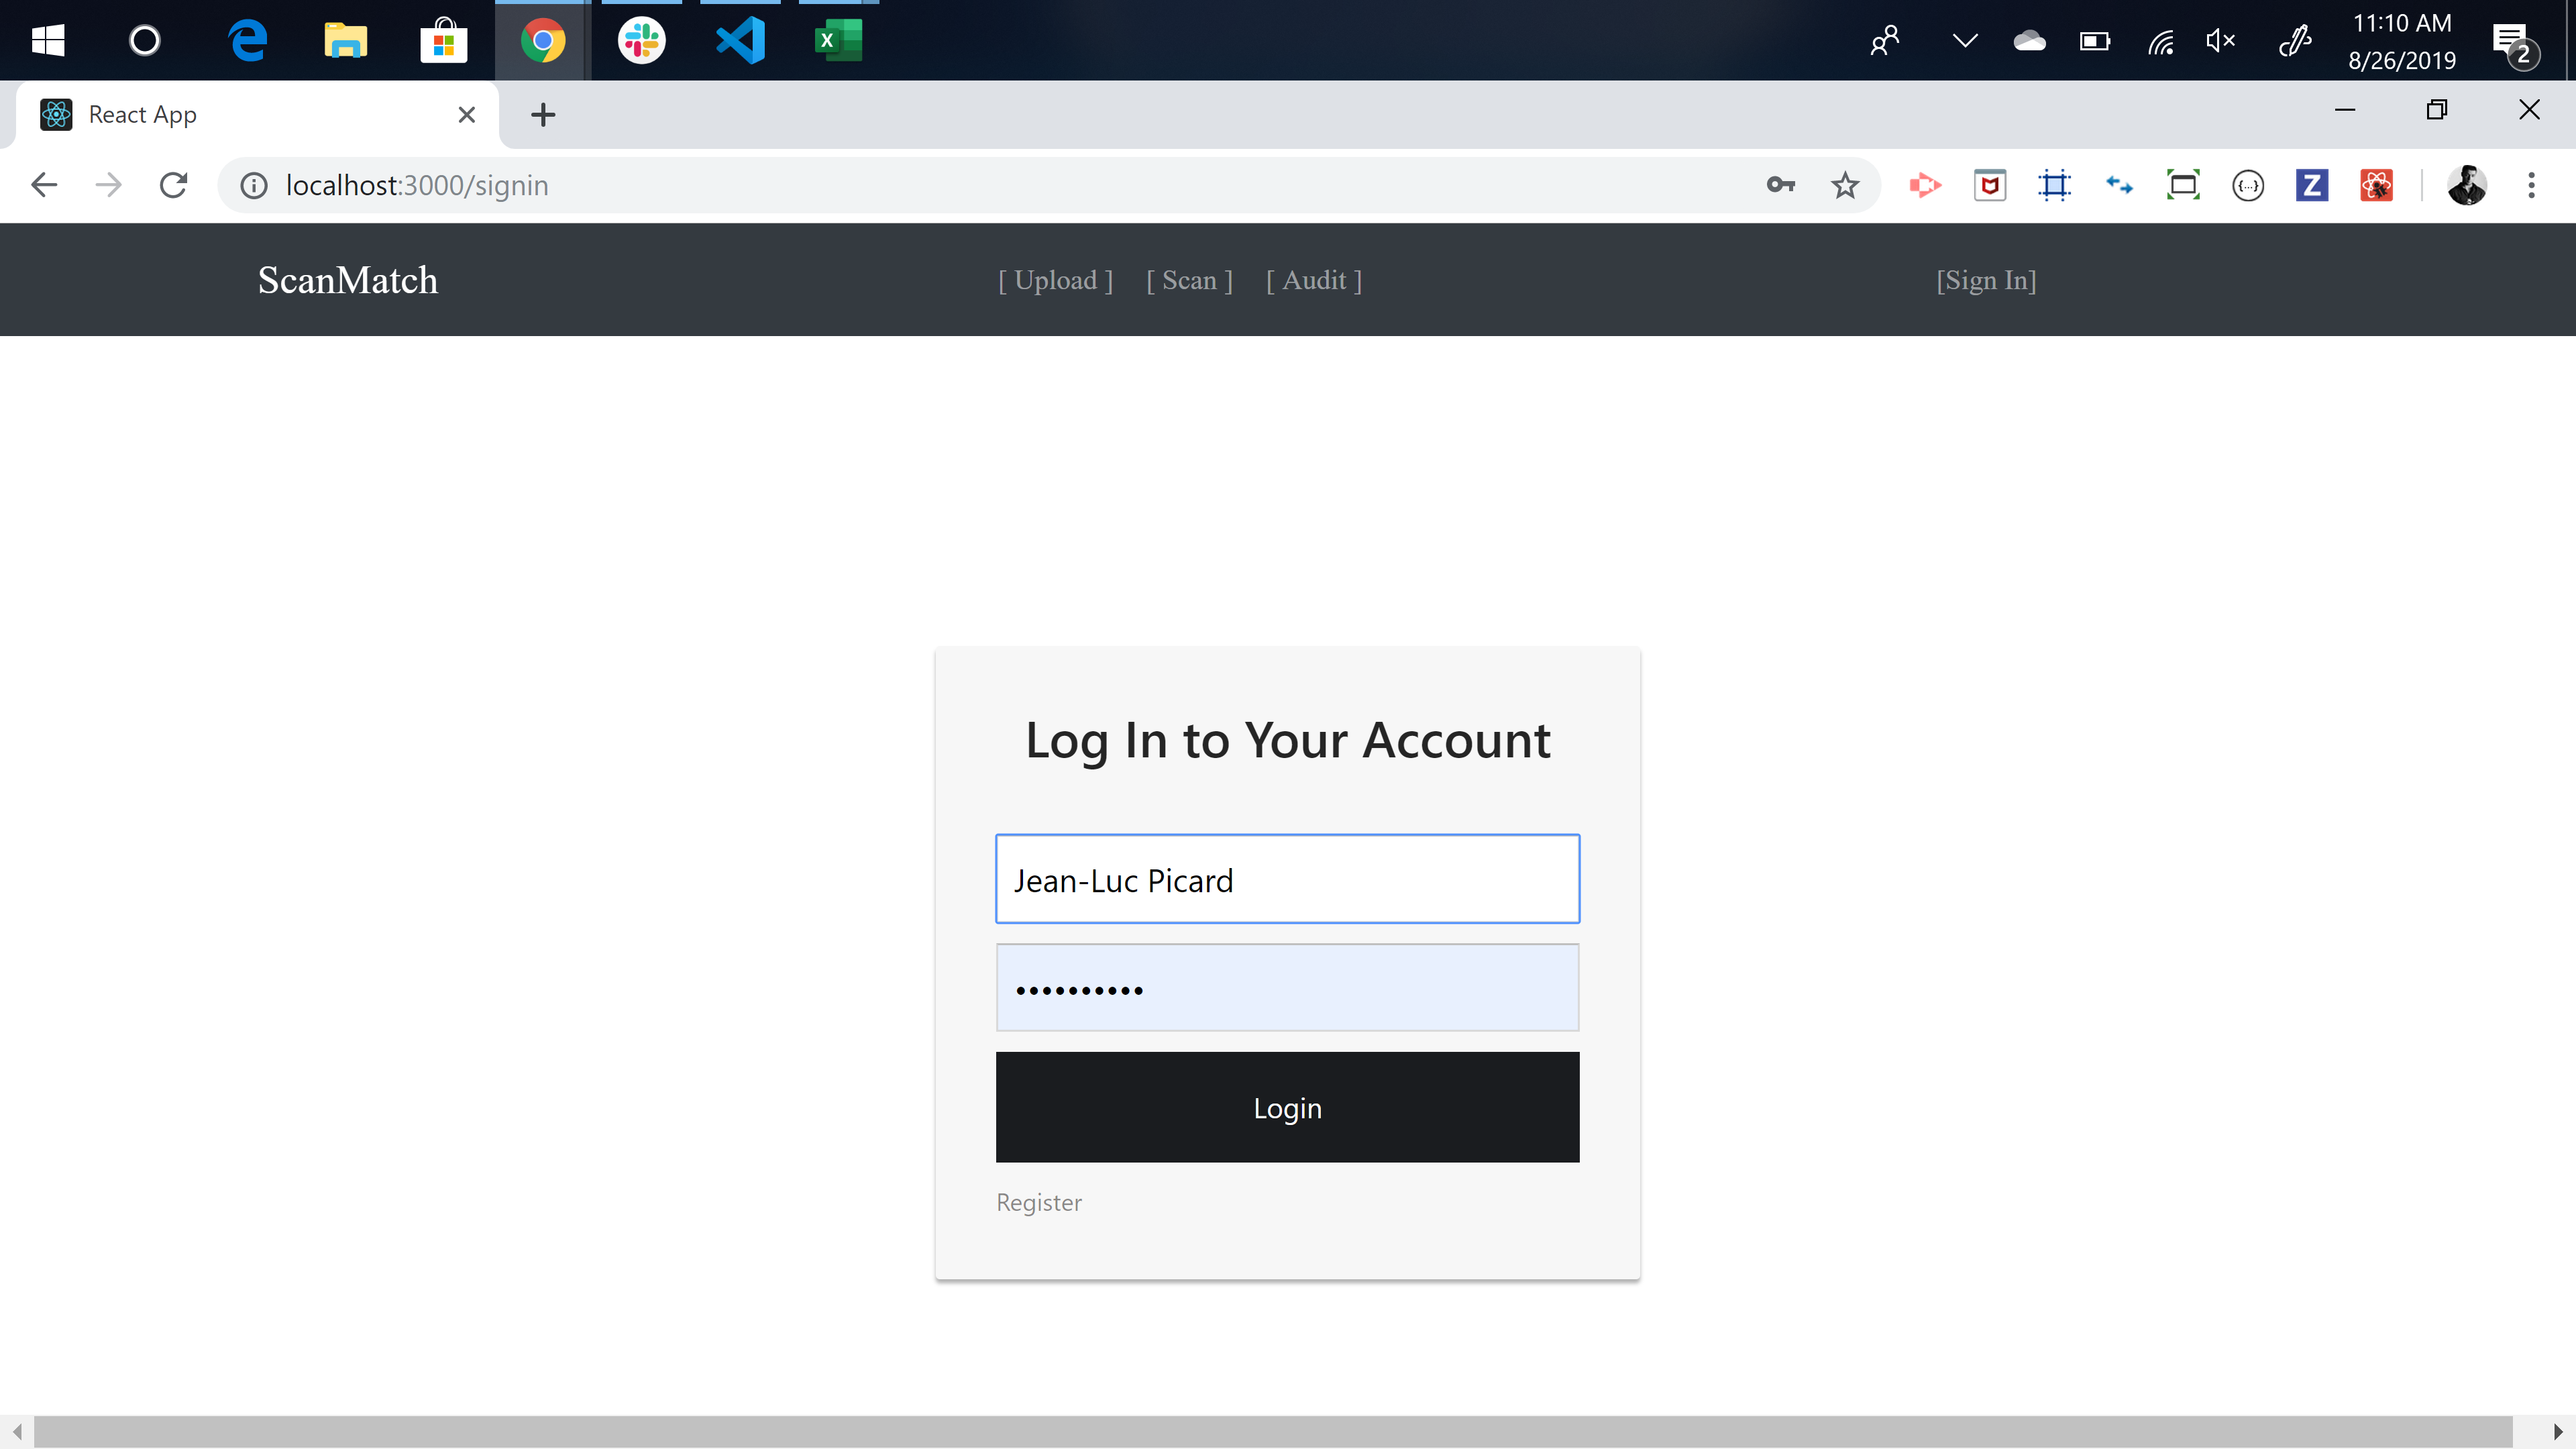 11:10 AM
8/26/2019
2
X
React App
localhost:3000/signin
{...}
Z
ScanMatch
[ Upload ] [ Scan ] [ Audit ]
[Sign In]
Log In to Your Account
Jean-Luc Picard
••••••••••
Login
Register